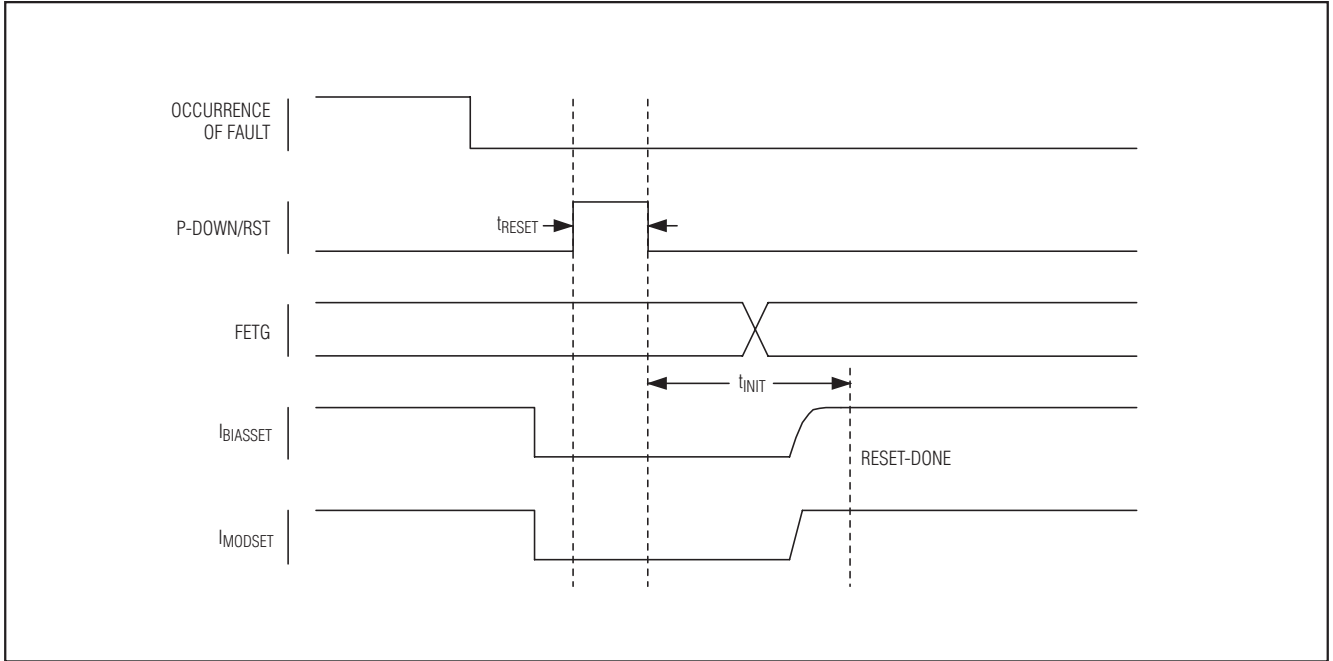 OCCURRENCE
OF FAULT
P-DOWN/RST
tRESET
FETG
tINIT
IBIASSET
RESET-DONE
IMODSET